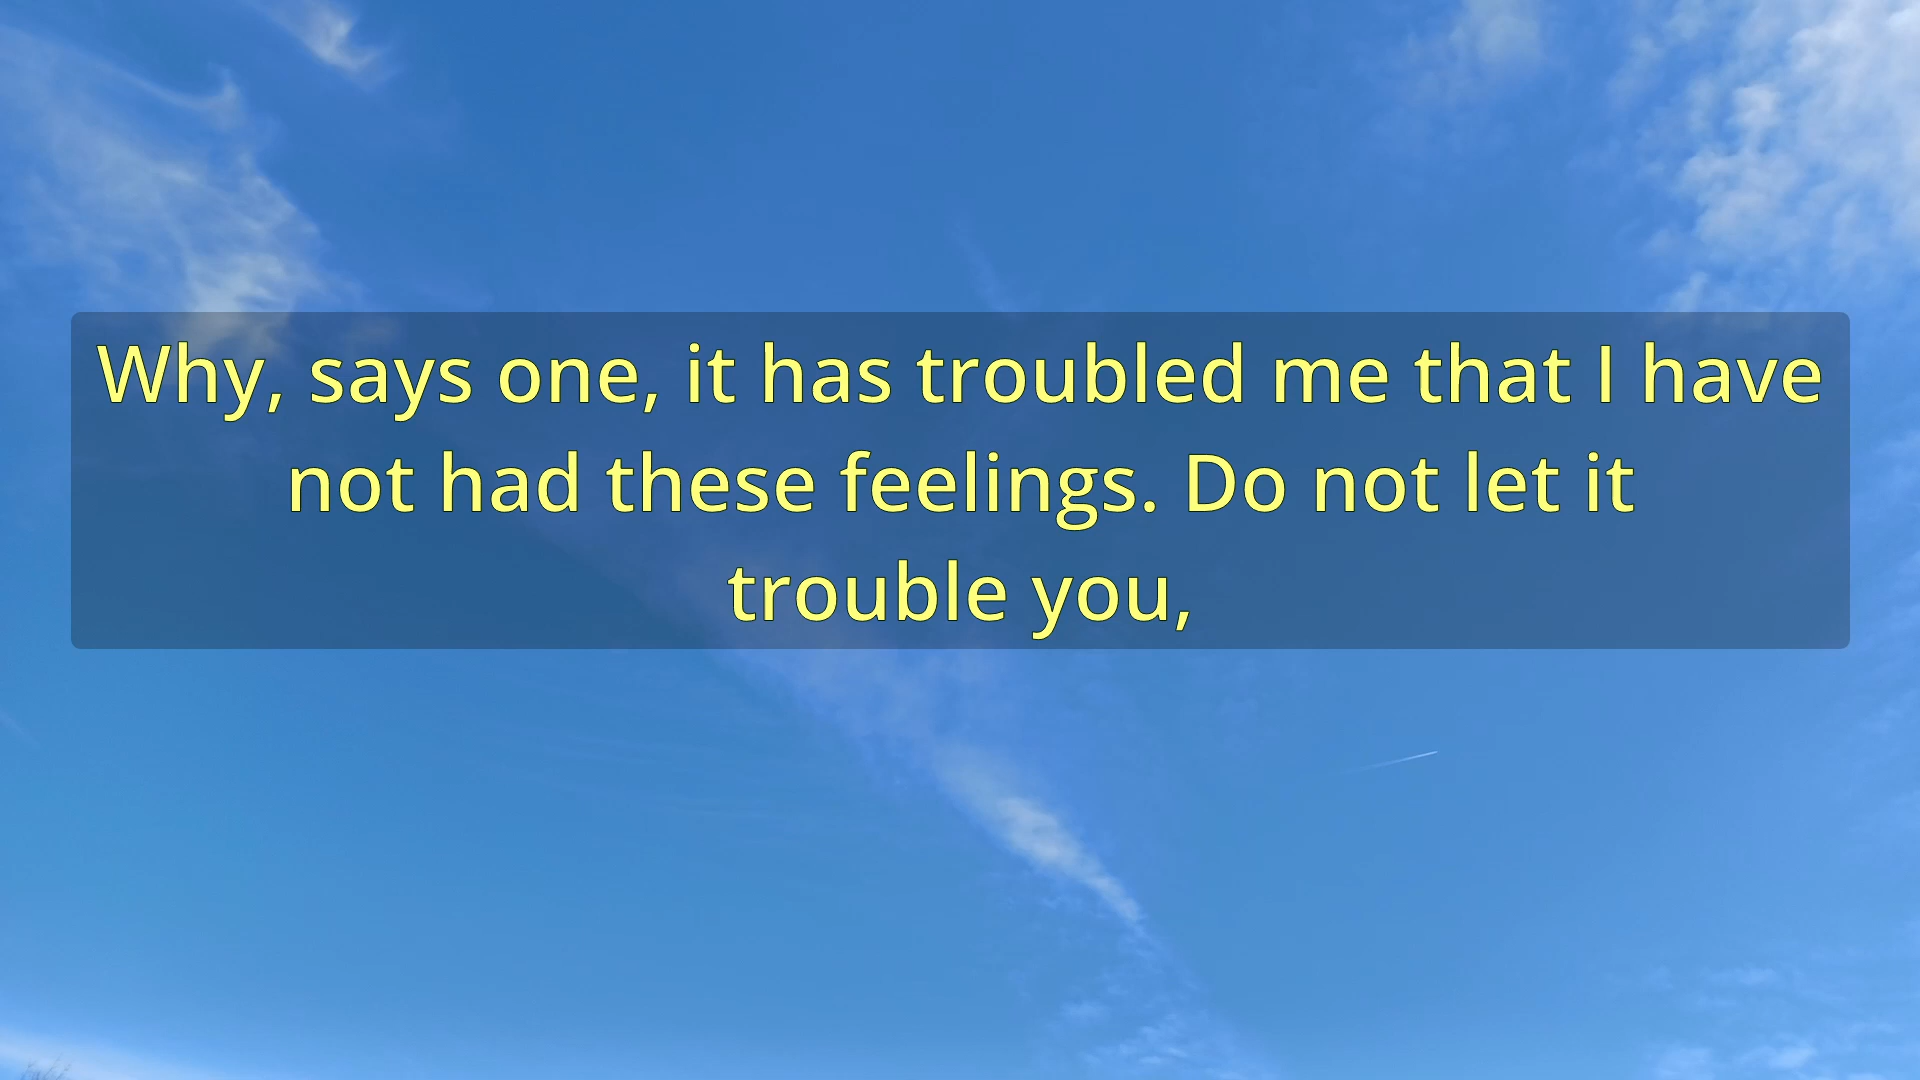 Why, says one, it has troubled me that I have
not had these feelings. Do not let it
trouble you,